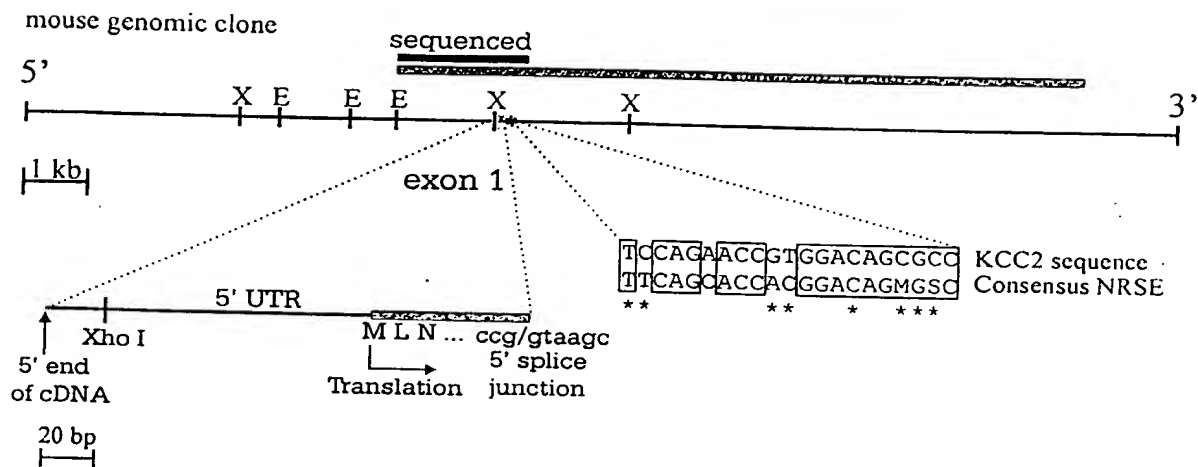 mouse genomic clone
sequenced
5’
X E E E X X
3’
1 kb
exon 1
TCCAGAACCGTGGACAGCGCC KCC2 sequence
TTCAGCACCACGGACAGMGSC Consensus NRSE
** ** * ***
5' UTR
Xho I
M L N ... ccg/gtaagc
5' end
of cDNA
Translation
5' splice
junction
20 bp